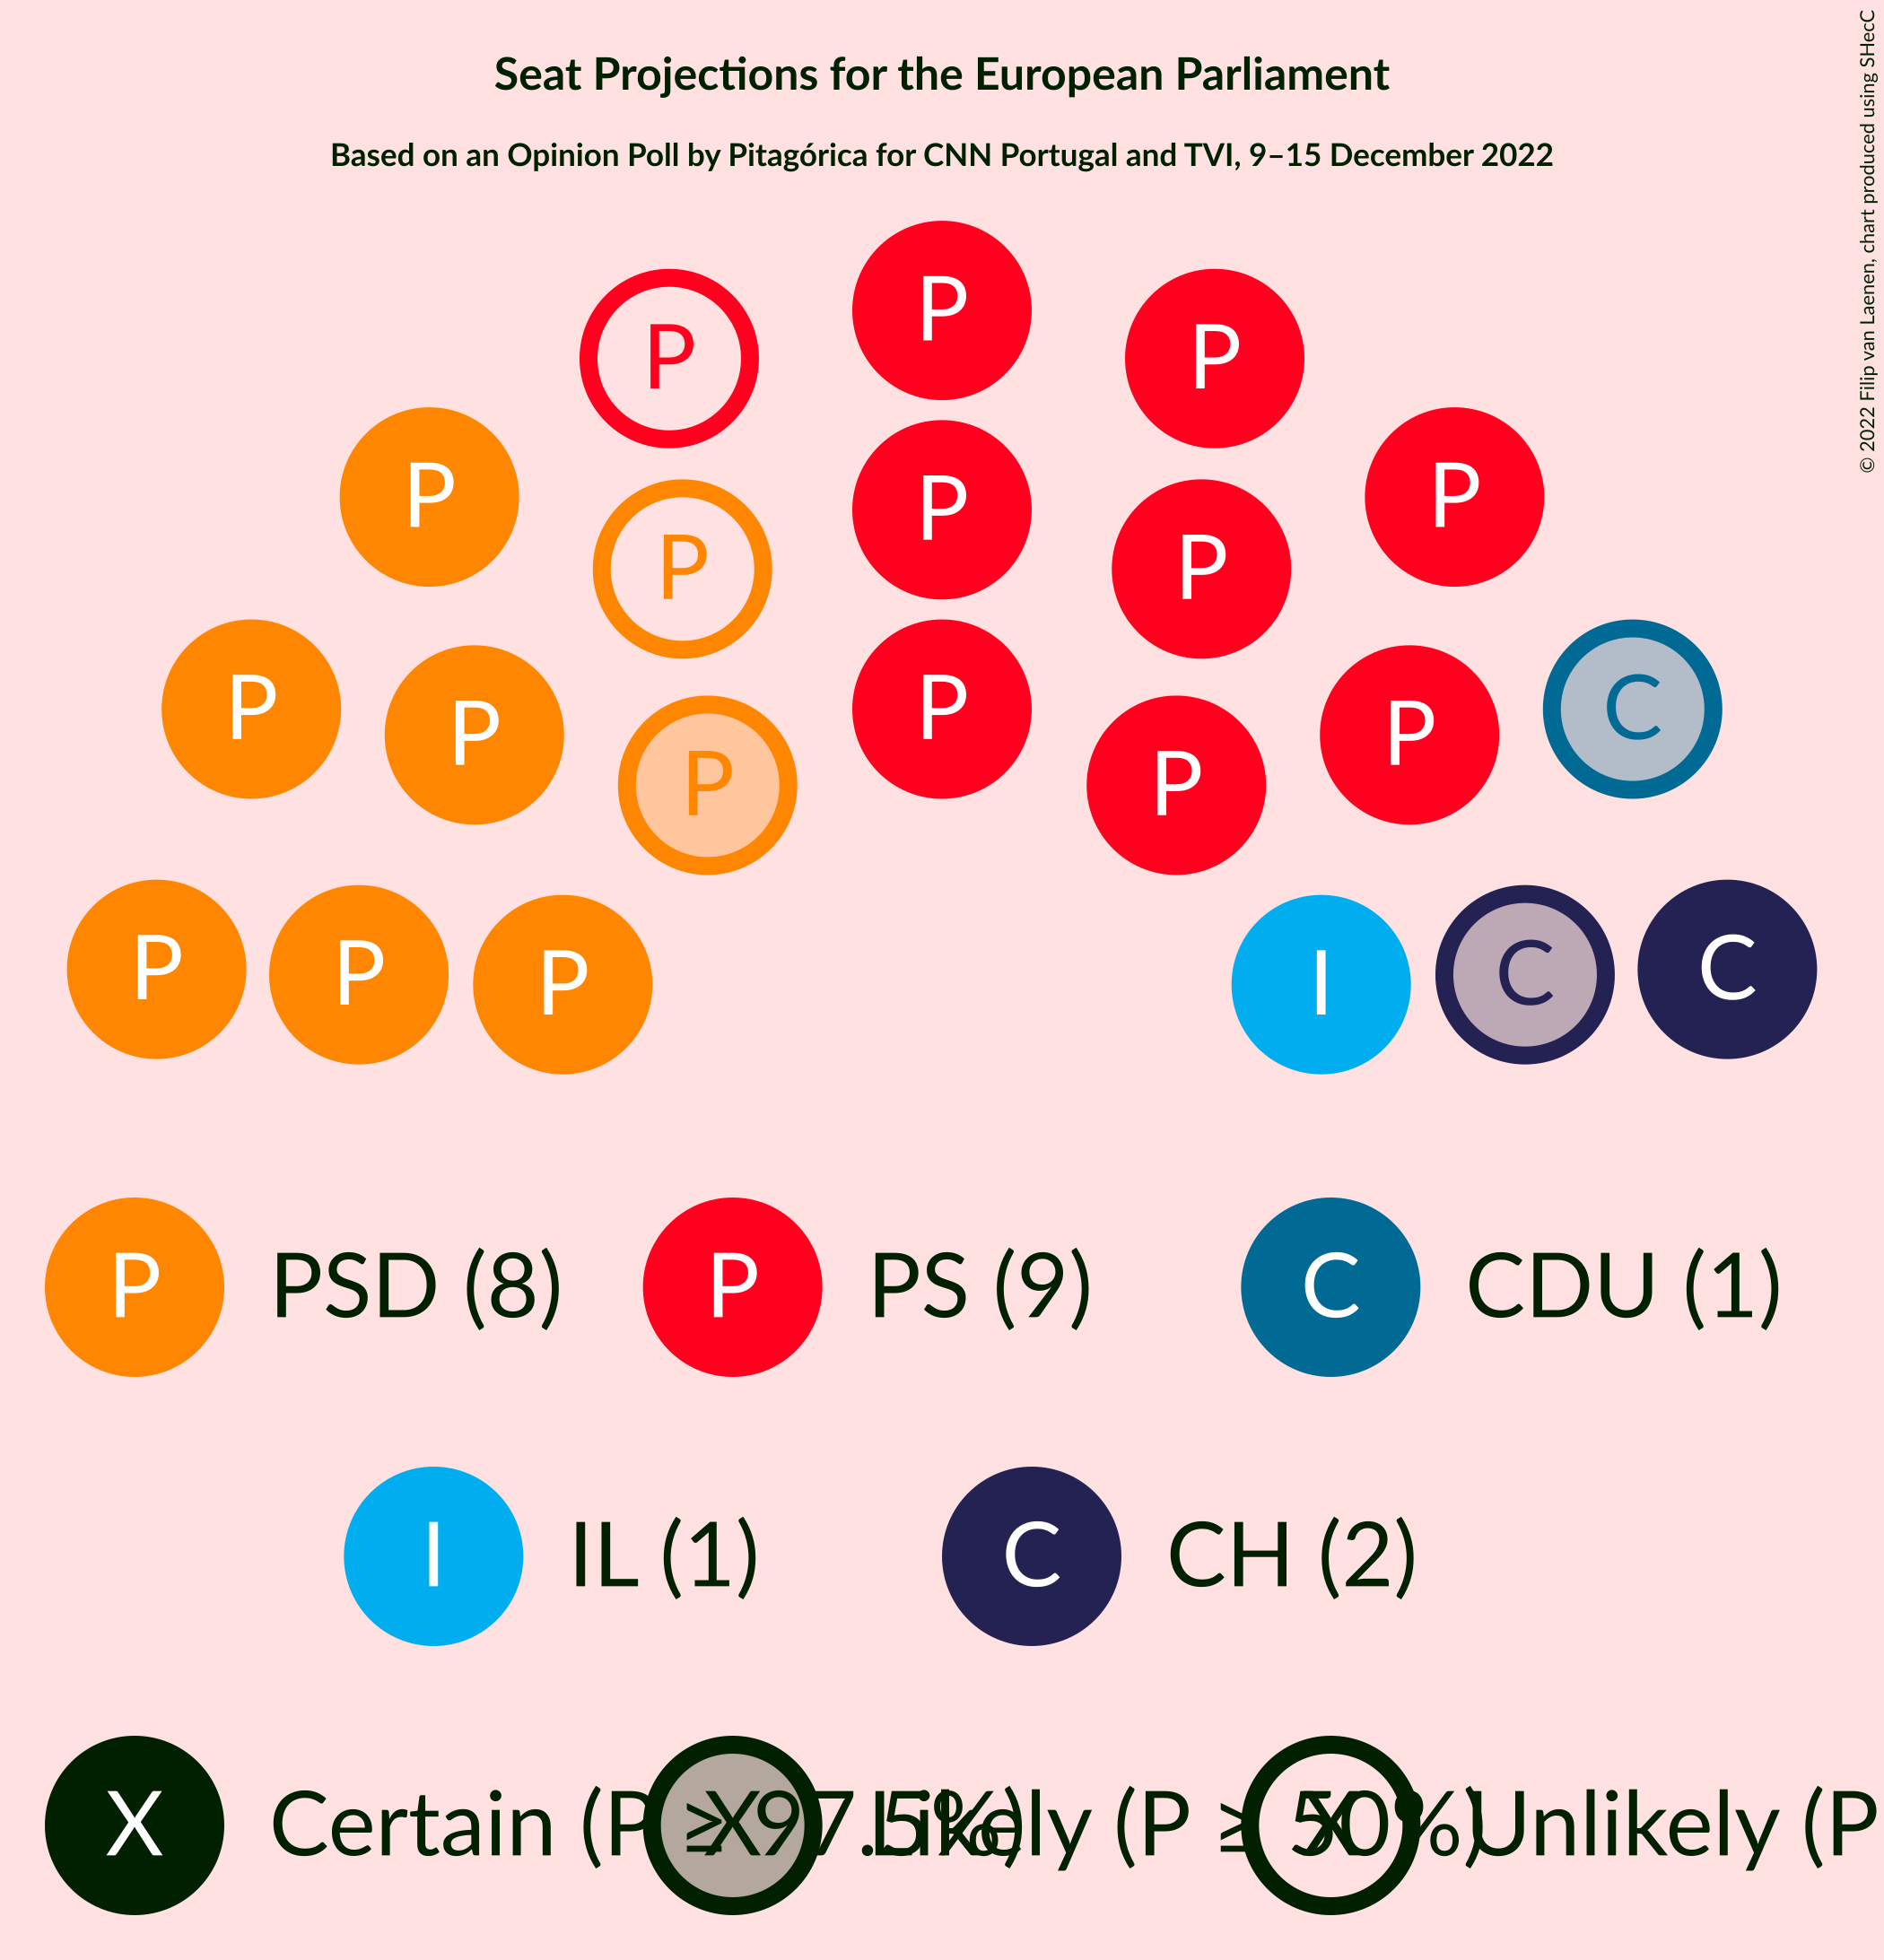 Seat Projections for the European Parliament
Based on an Opinion Poll by Pitagórica for CNN Portugal and TVI, 9–15 December 2022
© 2022 Filip van Laenen, chart produced using SHecC
P
P P
P P
P P P
P P C
P P P P
P P
P P P I C C
P PSD (8) P PS (9) C CDU (1)
I IL (1) C CH (2)
X Certain (P ≥ 97.5%) X Likely (P ≥ 50%) X Unlikely (P